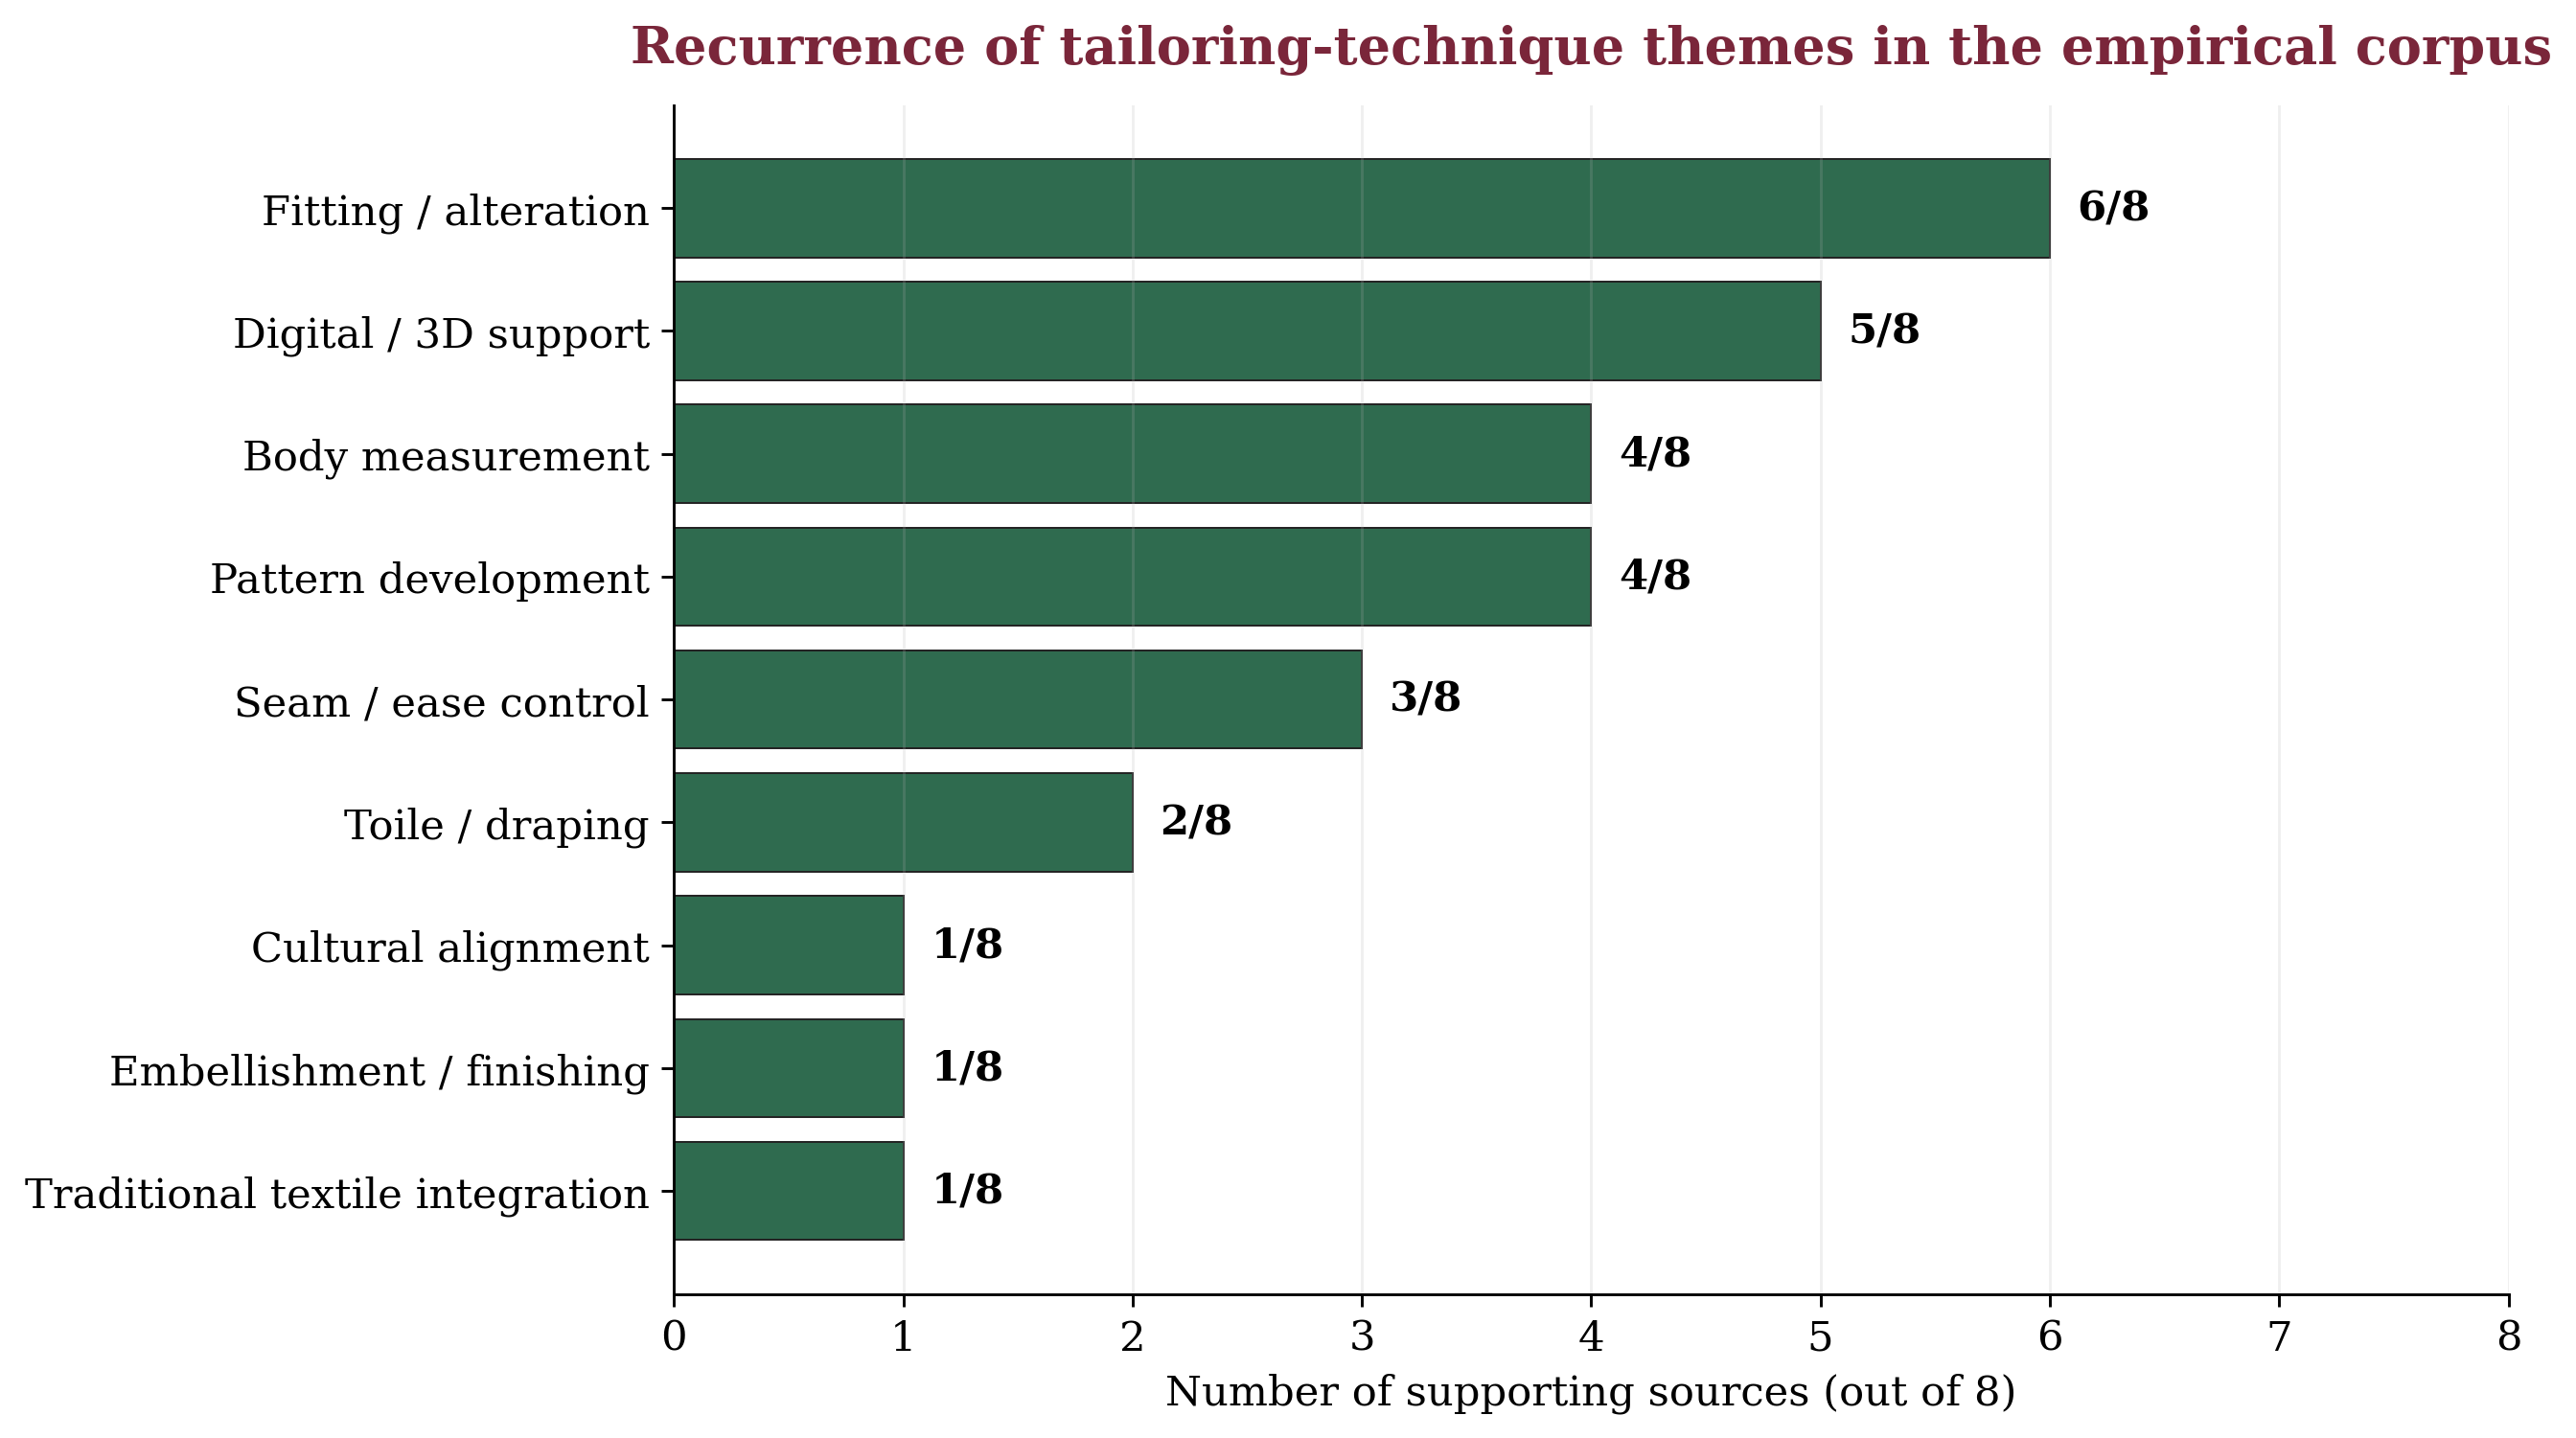 Recurrence of tailoring-technique themes in the empirical corpus
Fitting / alteration 6/8
Digital / 3D support 5/8
Body measurement 4/8
Pattern development 4/8
Seam / ease control 3/8
Toile / draping 2/8
Cultural alignment 1/8
Embellishment / finishing 1/8
Traditional textile integration 1/8
0 1 2 3 4 5 6 7 8
Number of supporting sources (out of 8)